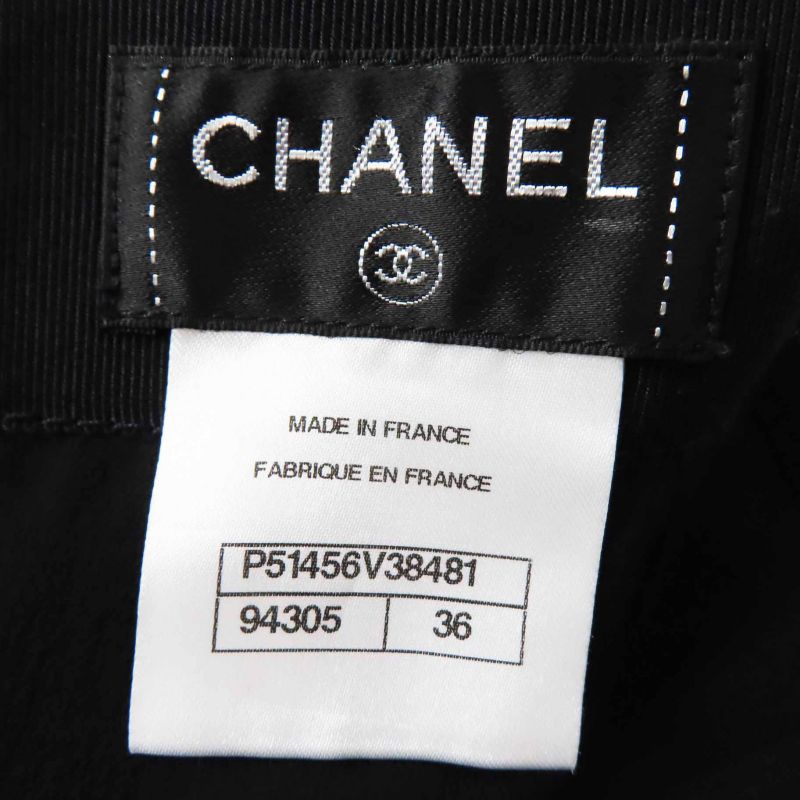 CHANEL
MADE IN FRANCE
FABRIQUE EN FRANCE
P51456V38481
94305 36